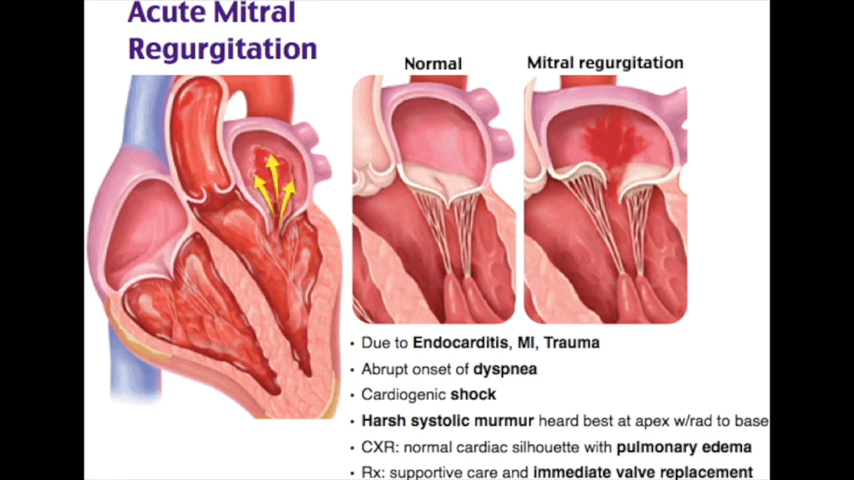 Acute Mitral
Regurgitation
Normal
Mitral regurgitation
• Due to Endocarditis, MI, Trauma
• Abrupt onset of dyspnea
• Cardiogenic shock
• Harsh systolic murmur heard best at apex w/rad to base
• CXR: normal cardiac silhouette with pulmonary edema
• Rx: supportive care and immediate valve replacement